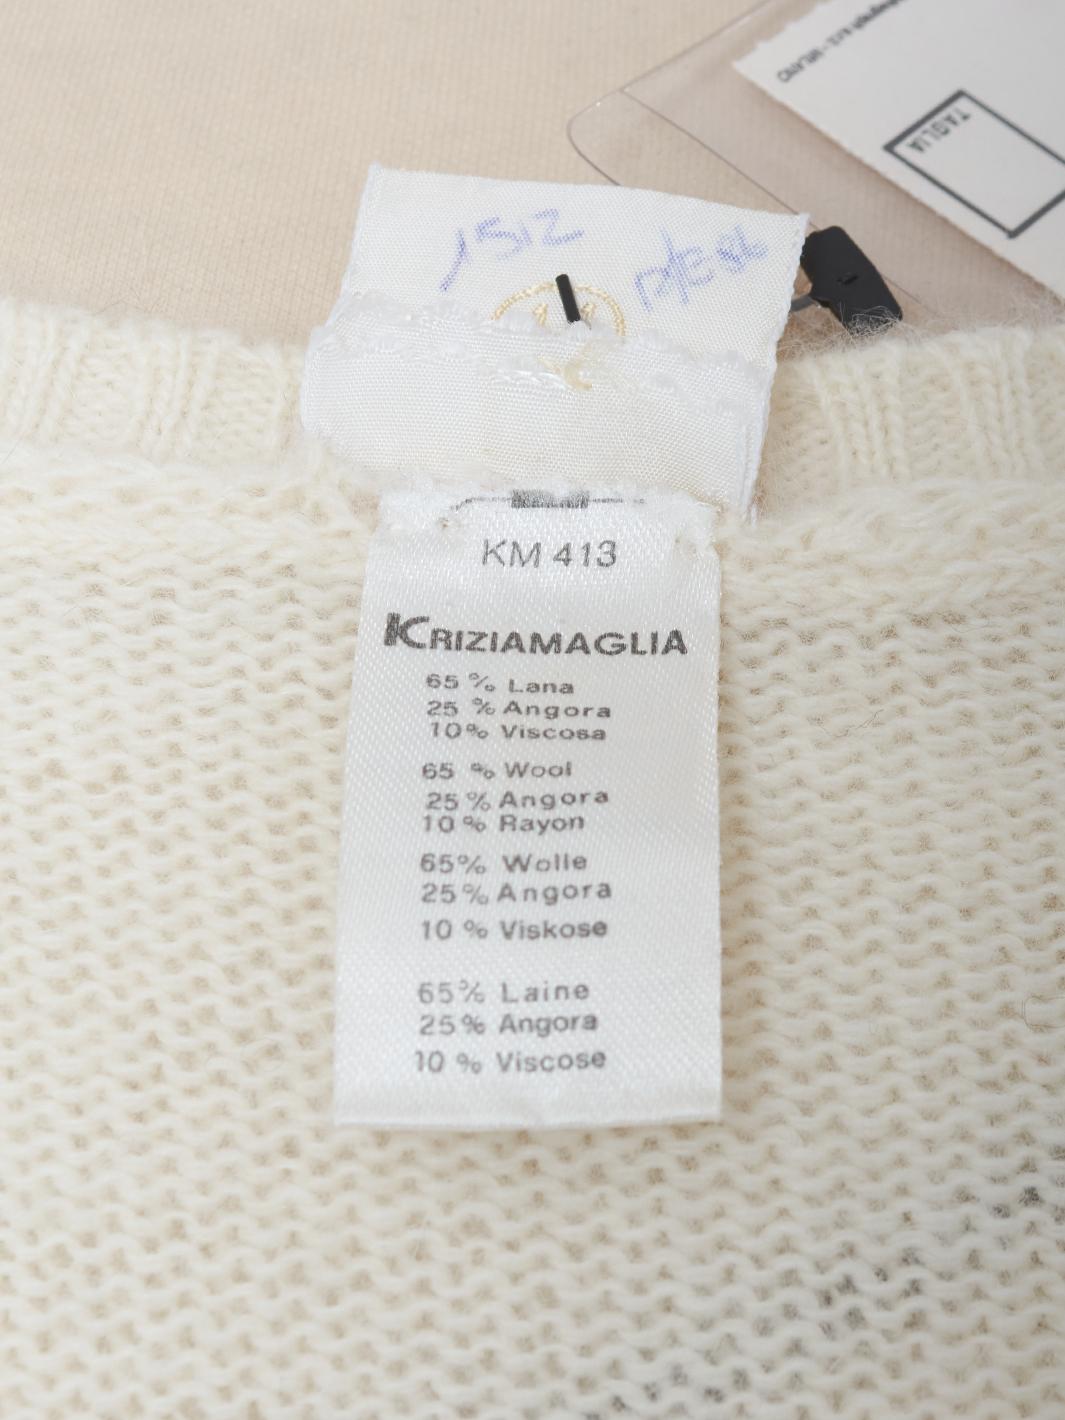 MILANO
TAGLIA
1512
KM 413
KRIZIAMAGLIA
65 % Lana
25 % Angora
10% Viscosa
65 % Wool
25 % Angora
10 % Rayon
65% Wolle
25 % Angora
10 % Viskose
65% Laine
25% Angora
10 % Viscose